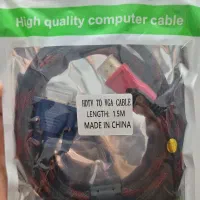 High quality computer cable
HDTV TO VGA CABLE
LENGTH: 1.5M
MADE IN CHINA